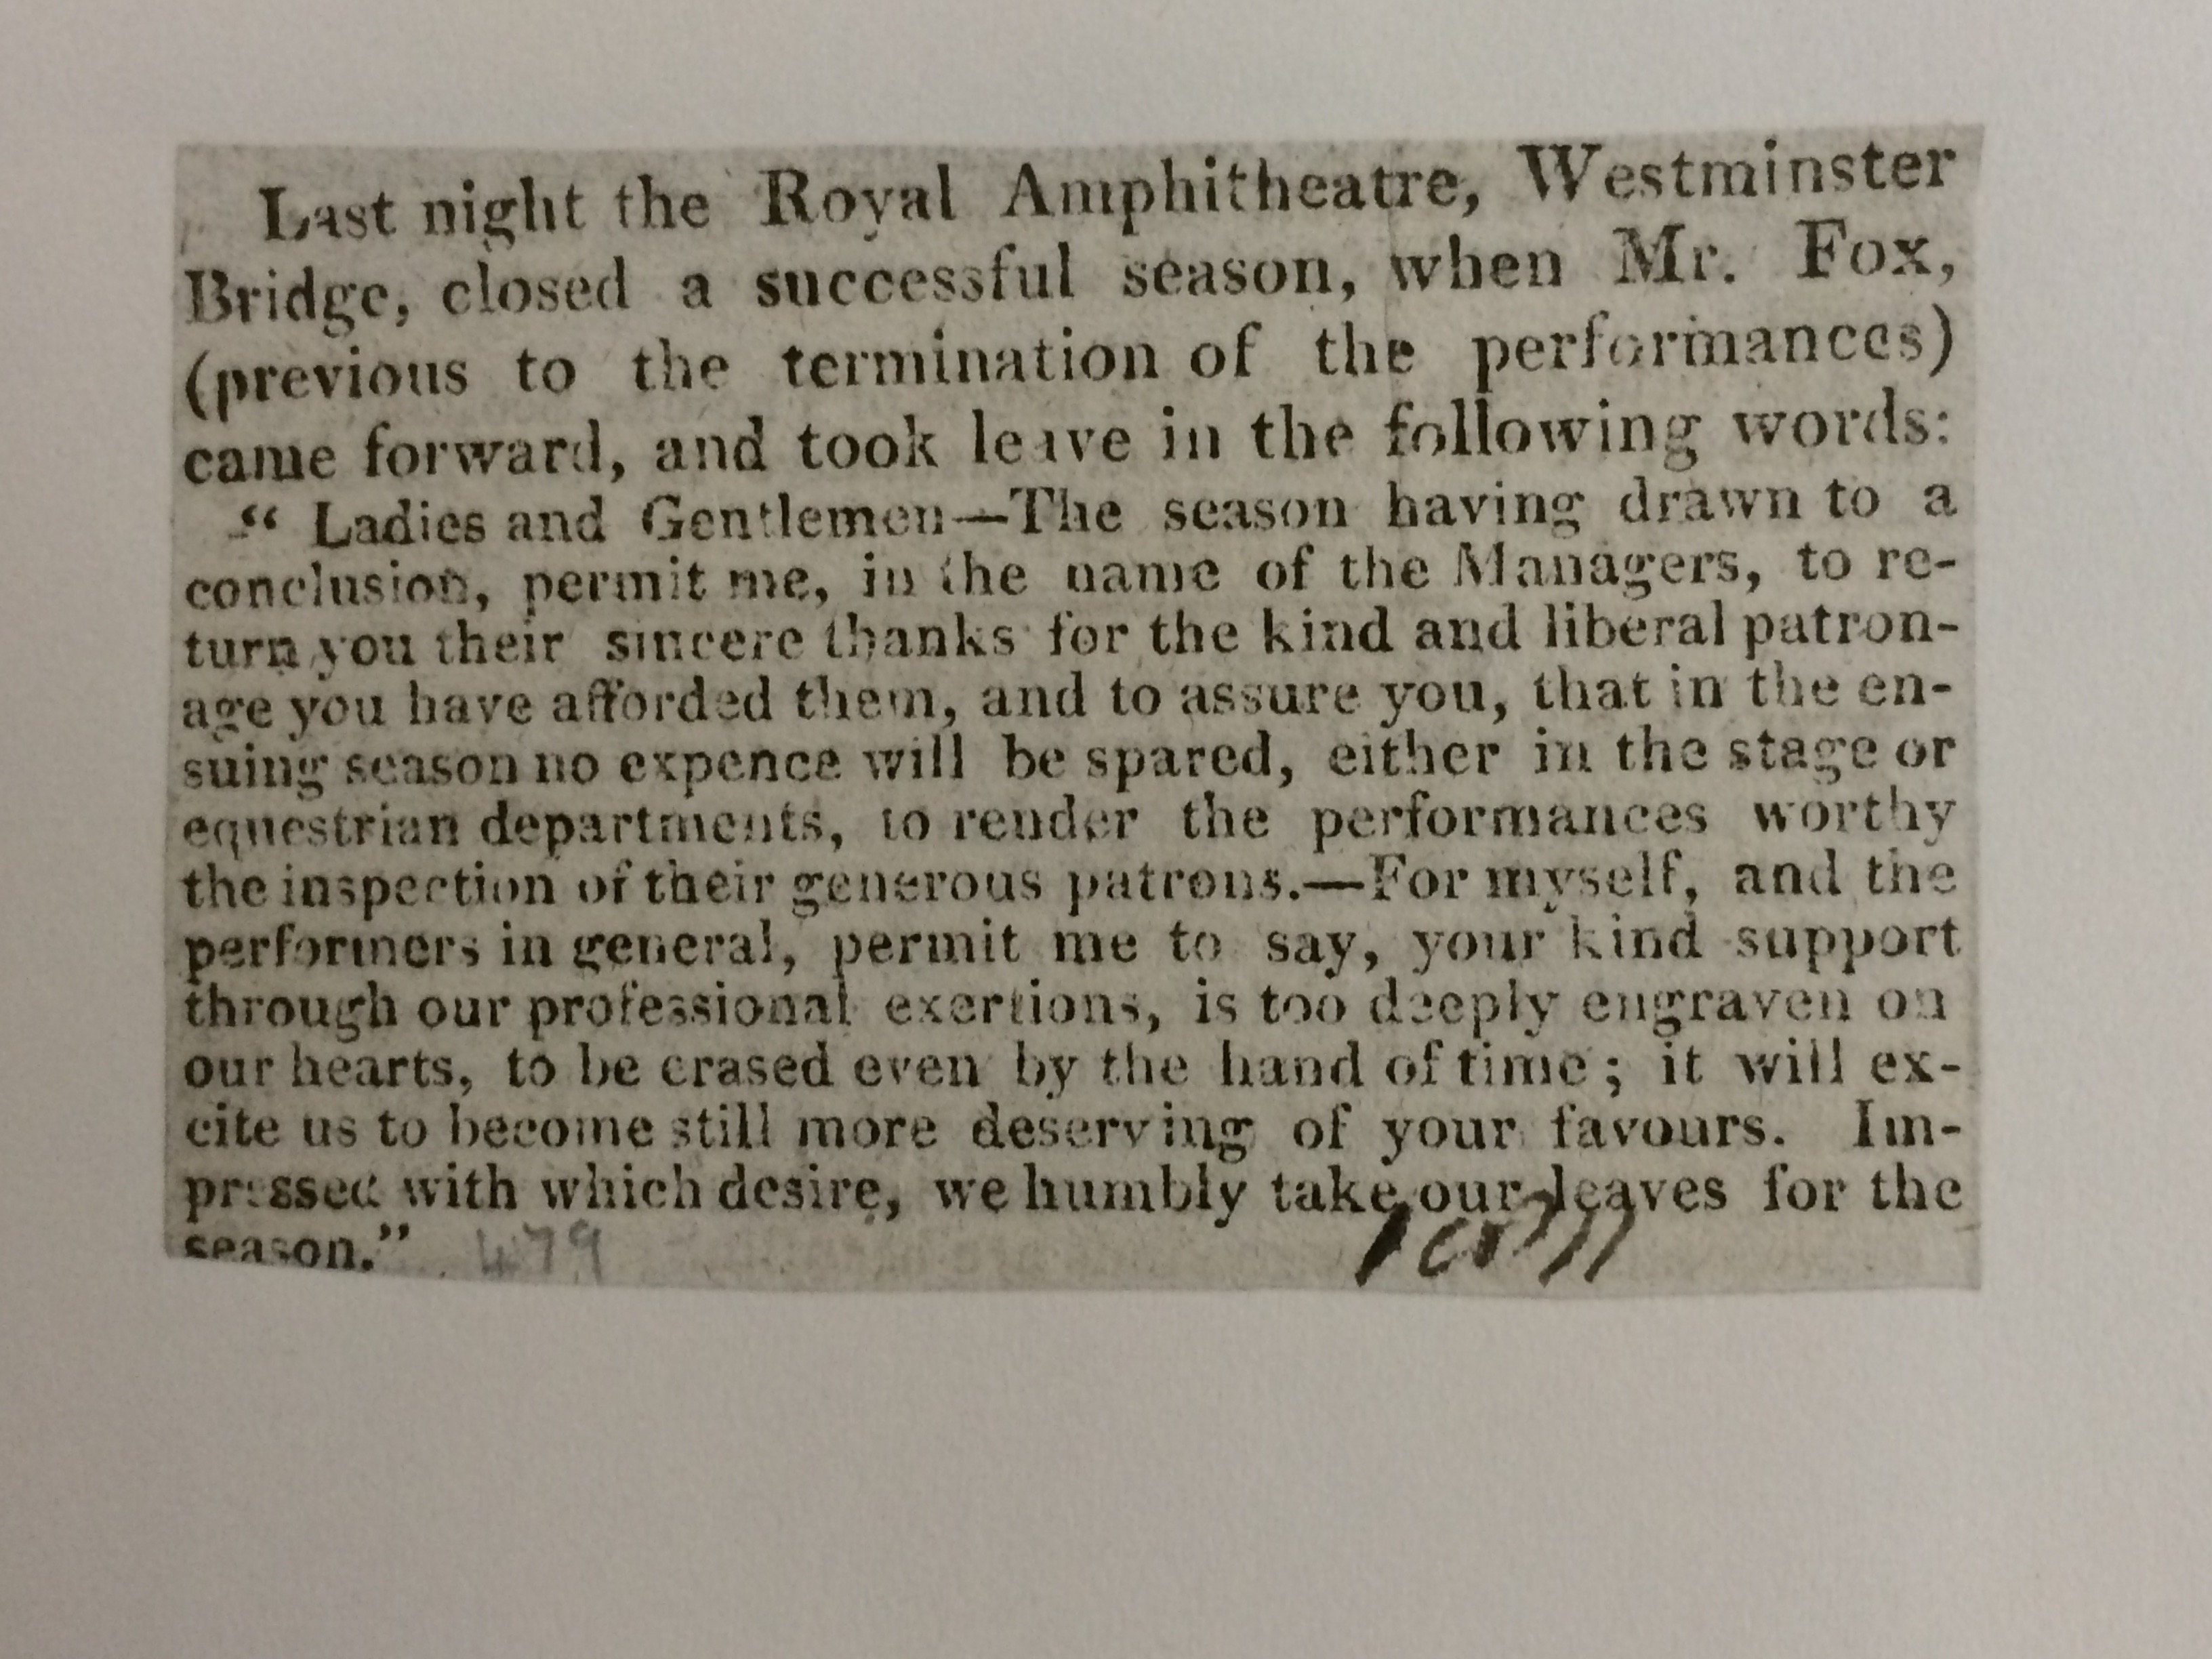 Last night the Royal Amphitheatre, Westminster
Bridge, closed a successful season, when Mr. Fox,
(previous to the termination of the performances)
came forward, and took leave in the following words:
“ Ladies and Gentlemen—The season having drawn to a
conclusion, permit me, in the name of the Managers, to re-
turn you their sincere thanks for the kind and liberal patron-
age you have afforded them, and to assure you, that in the en-
suing season no expence will be spared, either in the stage or
equestrian departments, to render the performances worthy
the inspection of their generous patrons.—For myself, and the
performers in general, permit me to say, your kind support
through our professional exertions, is too deeply engraven on
our hearts, to be erased even by the hand of time; it will ex-
cite us to become still more deserving of your favours. Im-
pressed with which desire, we humbly take our leaves for the
season.” 479